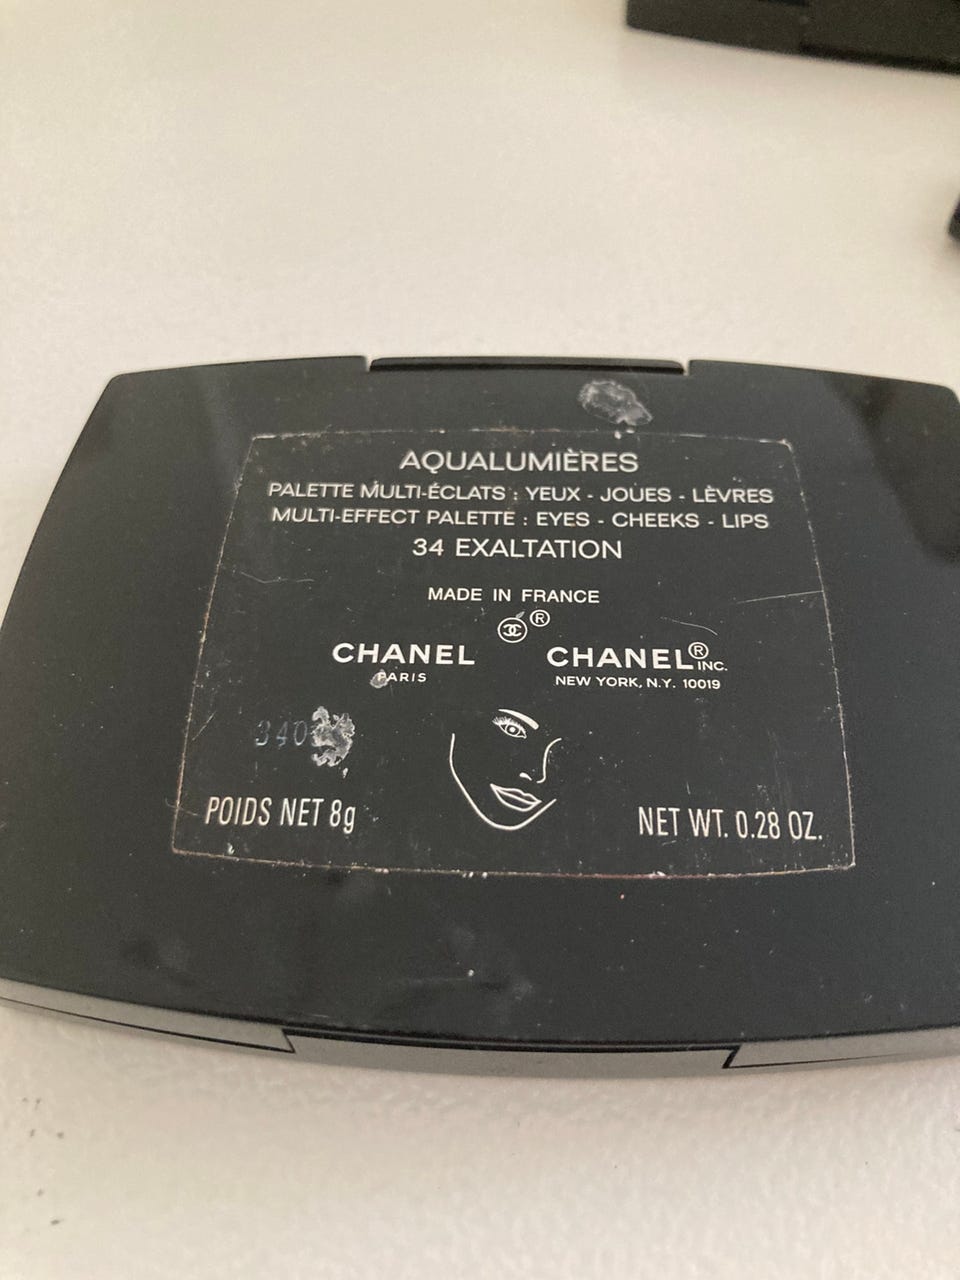 AQUALUMIÈRES
PALETTE MULTI-ÉCLATS : YEUX - JOUES - LÈVRES
MULTI-EFFECT PALETTE : EYES - CHEEKS - LIPS
34 EXALTATION
MADE IN FRANCE
®
CHANEL
PARIS
CHANEL® INC.
NEW YORK, N.Y. 10019
POIDS NET 8g
NET WT. 0.28 OZ.